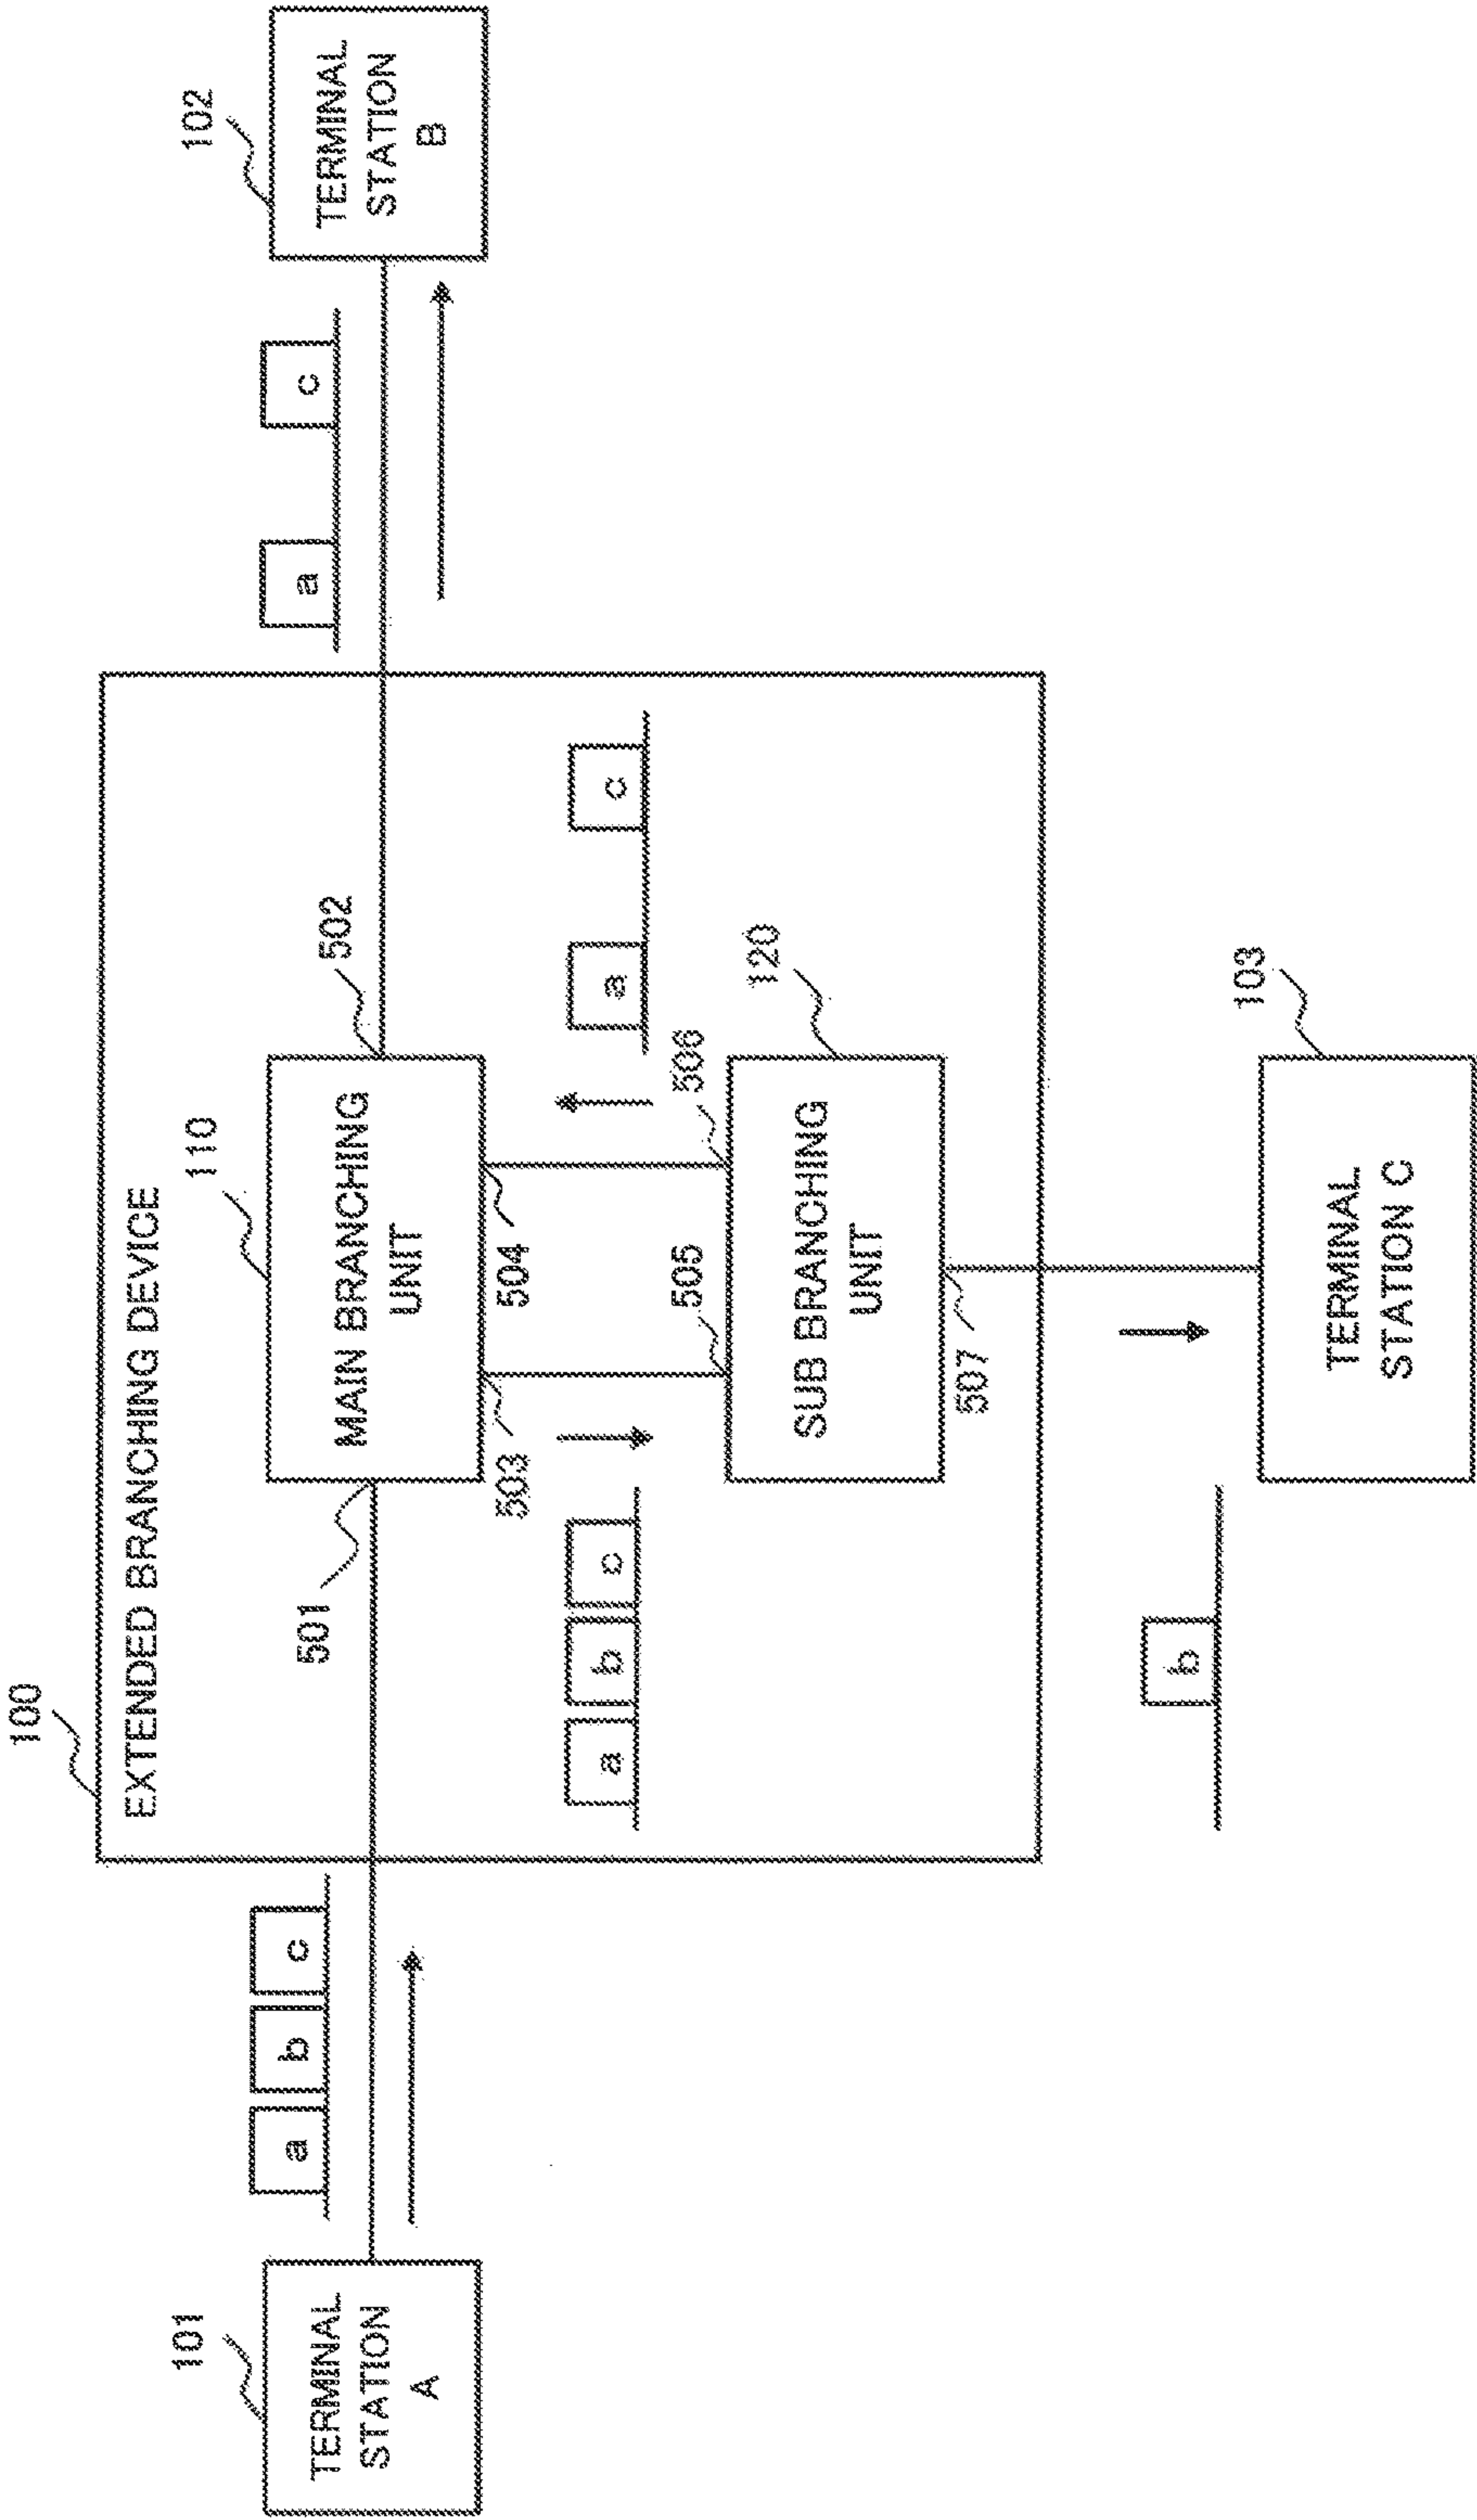 100
EXTENDED BRANCHING DEVICE
101
TERMINAL
STATION
A
a b c
501
110
MAIN BRANCHING
UNIT
502
503
504
a b c
a c
505
506
120
SUB BRANCHING
UNIT
507
a c
102
TERMINAL
STATION
B
b
103
TERMINAL
STATION C